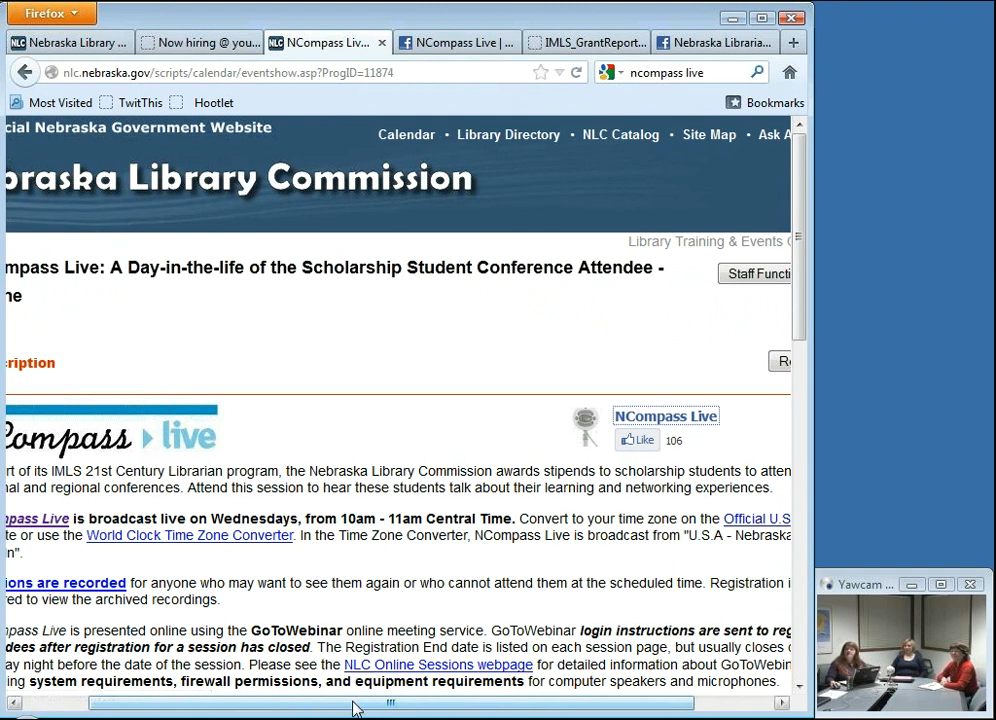 Firefox
Nebraska Library ...
Now hiring @ you...
NCompass Liv...
NCompass Live | ...
IMLS_GrantReport...
Nebraska Libraria...
nlc.nebraska.gov/scripts/calendar/eventshow.asp?ProgID=11874
ncompass live
Most Visited
TwitThis
Hootlet
Bookmarks
cial Nebraska Government Website
Calendar • Library Directory • NLC Catalog • Site Map • Ask A
braska Library Commission
Library Training & Events C
mpass Live: A Day-in-the-life of the Scholarship Student Conference Attendee -
ne
Staff Functi
cription
Re
Compass live
NCompass Live
Like 106
rt of its IMLS 21st Century Librarian program, the Nebraska Library Commission awards stipends to scholarship students to atten
nal and regional conferences. Attend this session to hear these students talk about their learning and networking experiences.
npass Live is broadcast live on Wednesdays, from 10am - 11am Central Time. Convert to your time zone on the Official U.S
te or use the World Clock Time Zone Converter. In the Time Zone Converter, NCompass Live is broadcast from "U.S.A - Nebraska
n".
ions are recorded for anyone who may want to see them again or who cannot attend them at the scheduled time. Registration i
red to view the archived recordings.
npass Live is presented online using the GoToWebinar online meeting service. GoToWebinar login instructions are sent to reg
dees after registration for a session has closed. The Registration End date is listed on each session page, but usually closes o
ay night before the date of the session. Please see the NLC Online Sessions webpage for detailed information about GoToWebin
ing system requirements, firewall permissions, and equipment requirements for computer speakers and microphones.
Yawcam ...